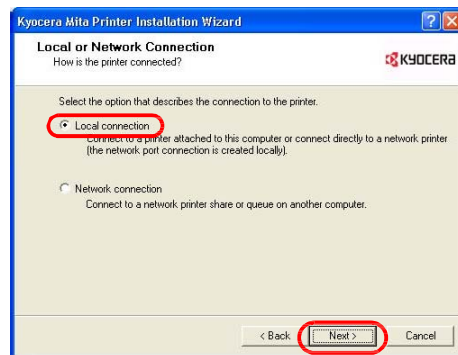 Kyocera Mita Printer Installation Wizard
Local or Network Connection
How is the printer connected?
KYOCERA
Select the option that describes the connection to the printer.
Local connection
Connect to a printer attached to this computer or connect directly to a network printer
(the network port connection is created locally).
Network connection
Connect to a network printer share or queue on another computer.
< Back
Next >
Cancel